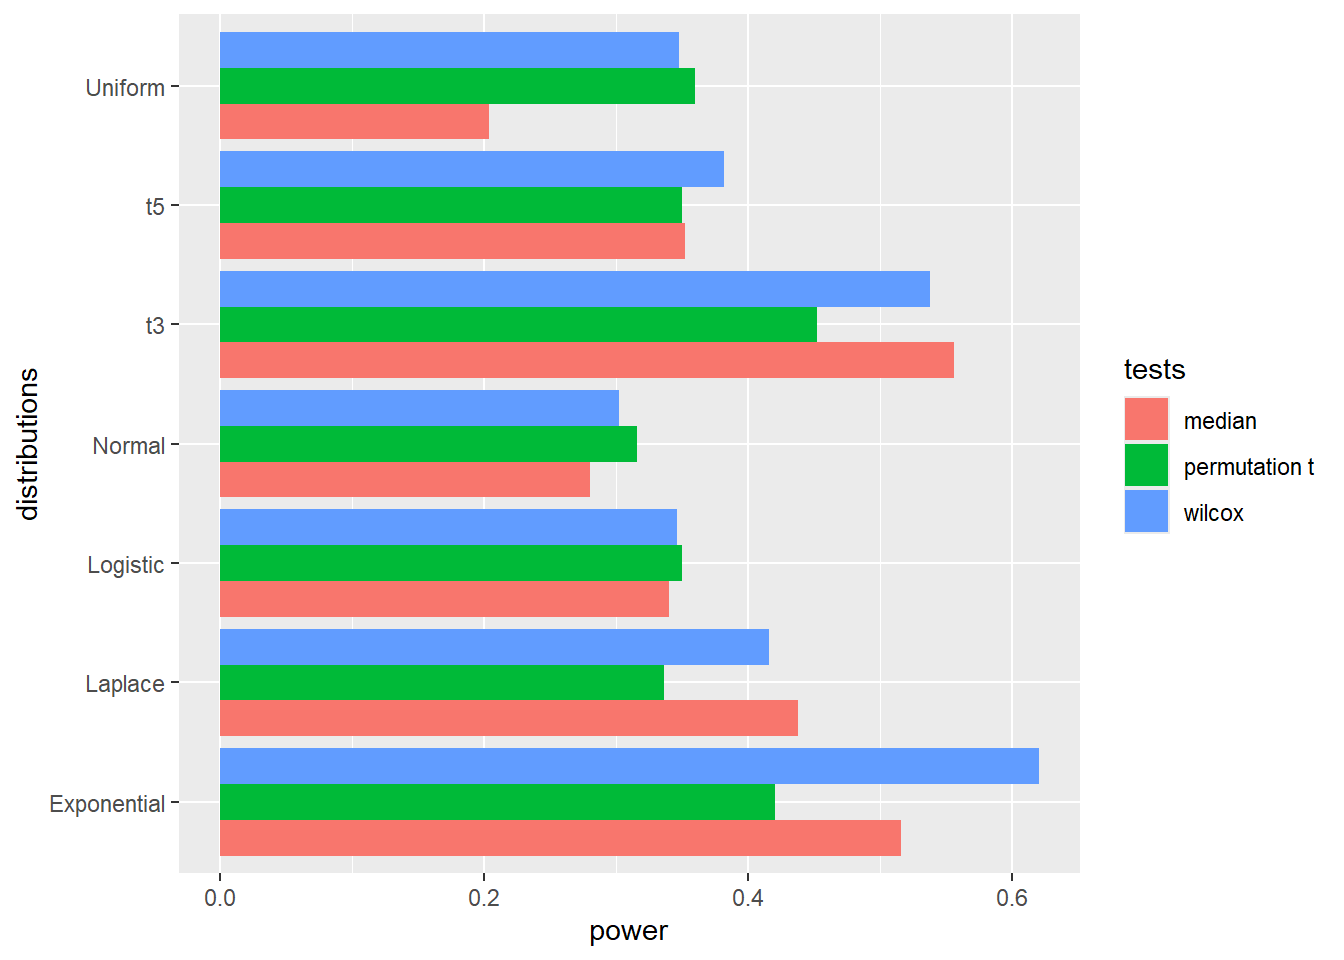 Uniform
t5
t3
Normal
Logistic
Laplace
Exponential
distributions
0.0
0.2
0.4
0.6
power
tests
median
permutation t
wilcox